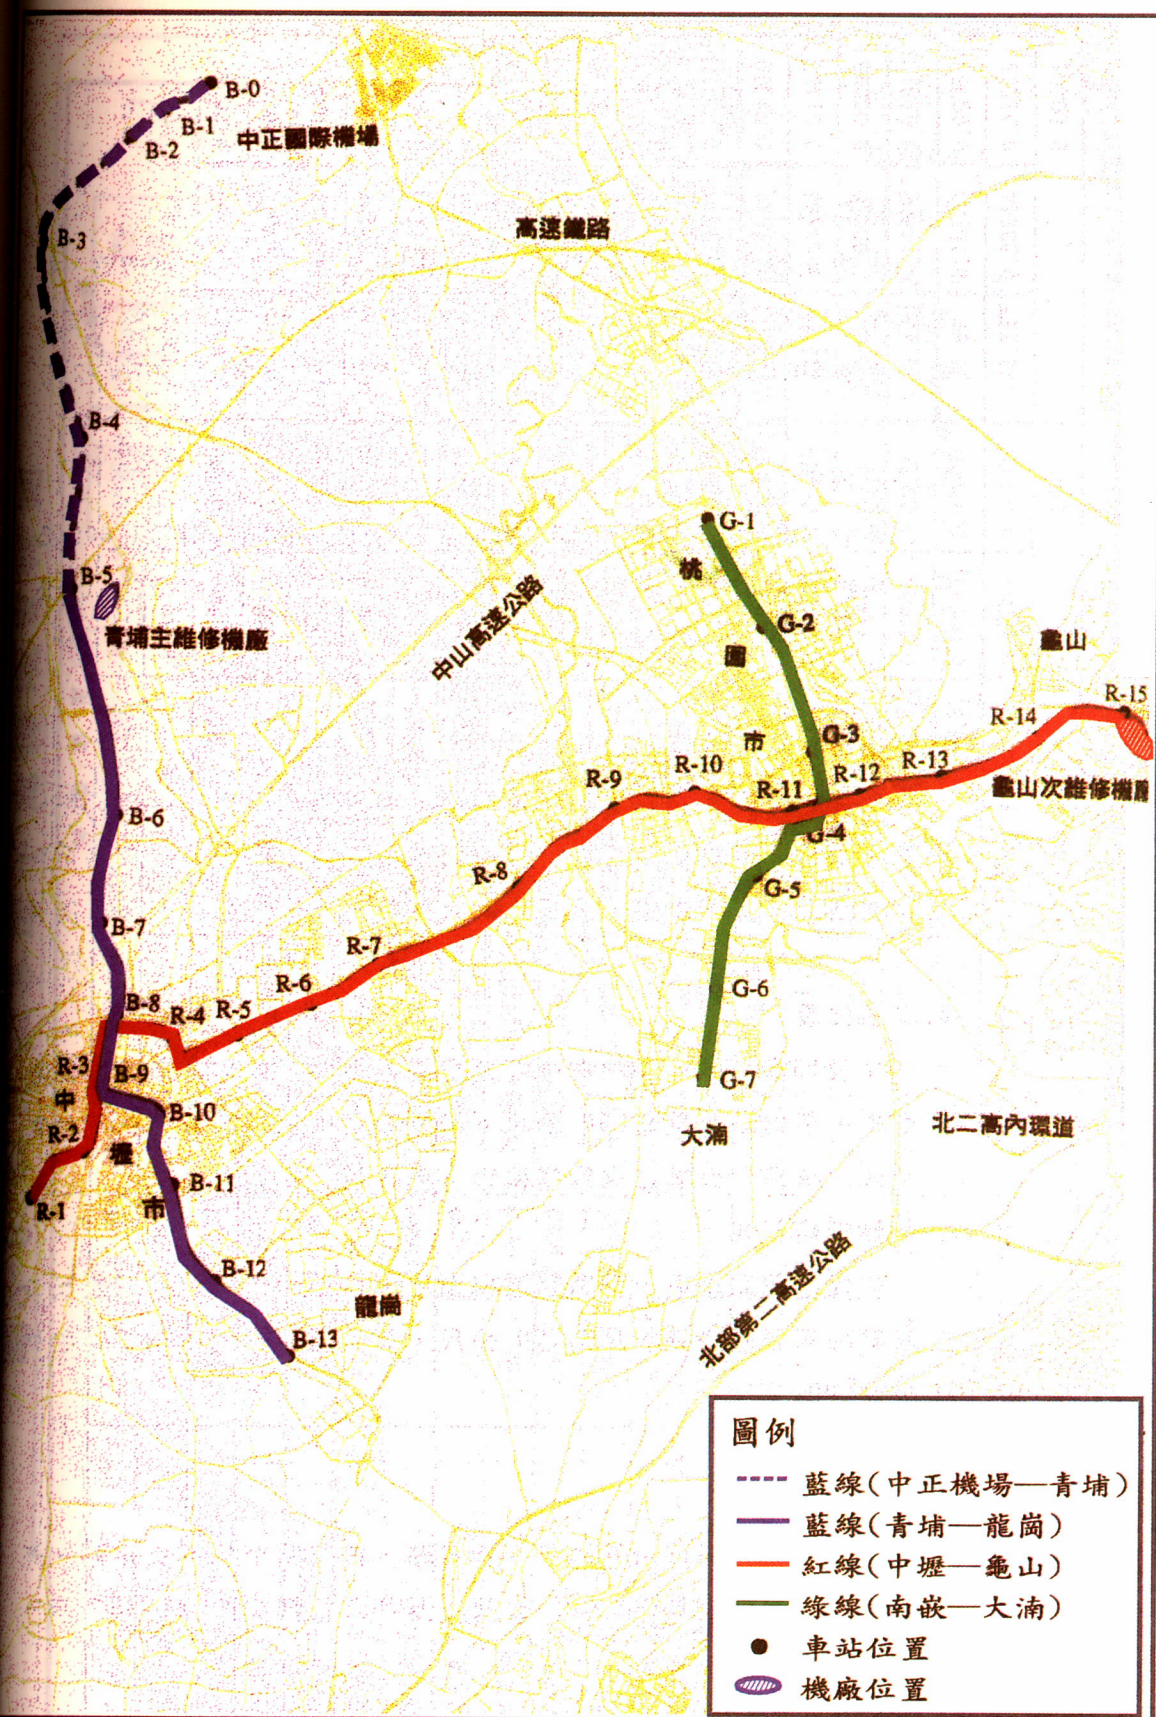 B-0
B-1
中正國際機場
B-2
高速鐵路
B-3
B-4
G-1
桃
B-5
中山高速公路
G-2
青埔主維修機廠
龜山
園
R-15
R-14
G-3
市
R-13
R-10
R-12
R-9
R-11
龜山次維修機廠
B-6
G-4
R-8
G-5
B-7
R-7
R-6
G-6
B-8
R-4
R-5
R-3
B-9
G-7
中
B-10
北二高內環道
R-2
大湳
壢
B-11
R-1
市
B-12
北部第二高速公路
龍崗
B-13
圖例
藍線(中正機場—青埔)
藍線(青埔—龍崗)
紅線(中壢—龜山)
綠線(南嵌—大湳)
車站位置
機廠位置